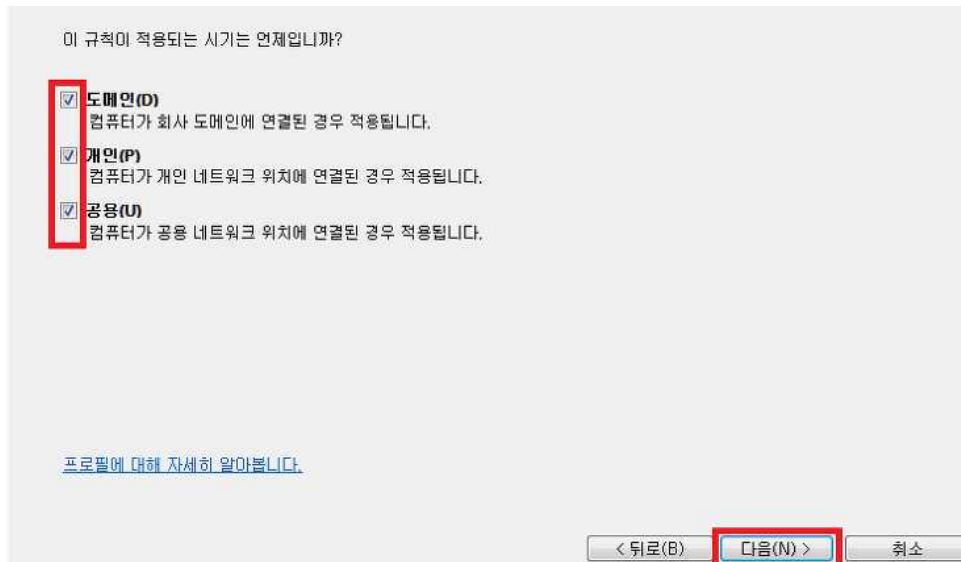 이 규칙이 적용되는 시기는 언제입니까?
도메인(D)
컴퓨터가 회사 도메인에 연결된 경우 적용됩니다.
개인(P)
컴퓨터가 개인 네트워크 위치에 연결된 경우 적용됩니다.
공용(U)
컴퓨터가 공용 네트워크 위치에 연결된 경우 적용됩니다.
프로필에 대해 자세히 알아봅니다.
< 뒤로(B) 다음(N) > 취소